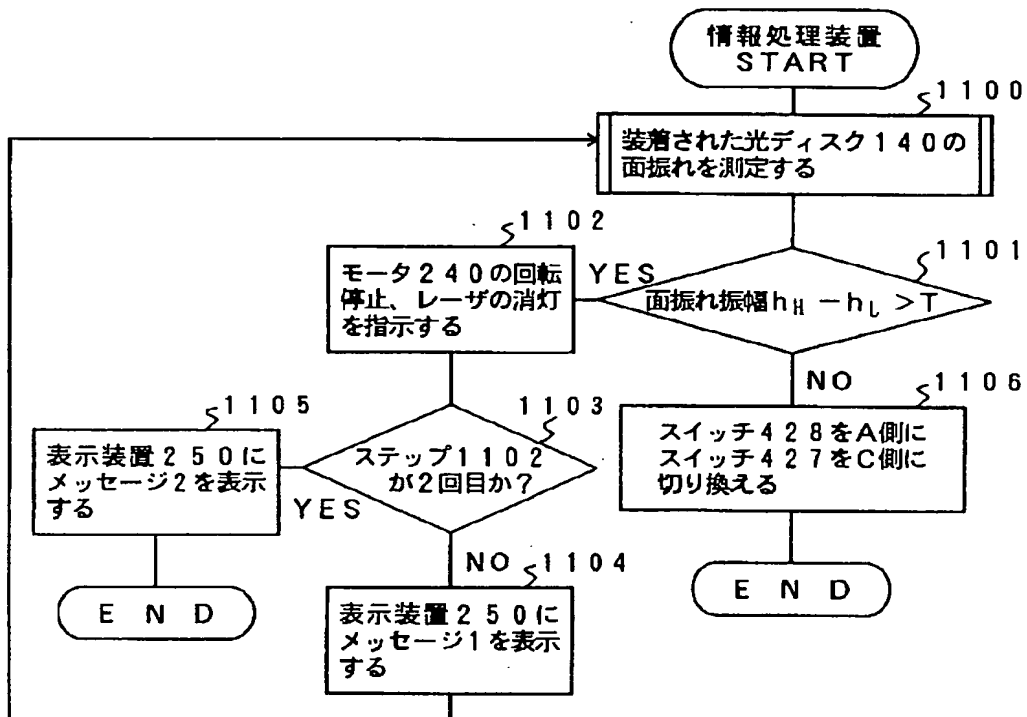 情報処理装置
START
1100
装着された光ディスク140の
面振れを測定する
1101
面振れ振幅hH－hL＞T
YES
1102
モータ240の回転
停止、レーザの消灯
を指示する
NO
1106
スイッチ428をA側に
スイッチ427をC側に
切り換える
END
1103
ステップ1102
が2回目か?
YES
1105
表示装置250に
メッセージ2を表示
する
END
NO
1104
表示装置250に
メッセージ1を表示
する